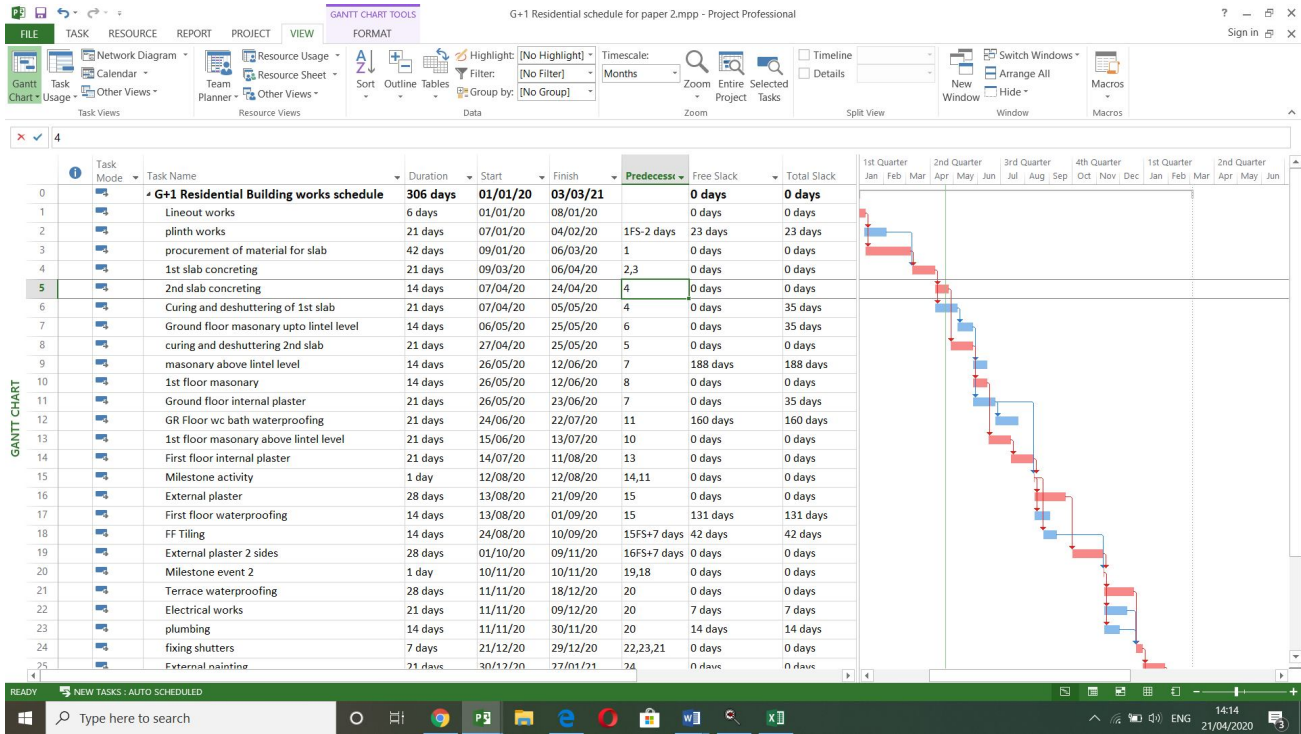 GANTT CHART TOOLS G+1 Residential schedule for paper 2.mpp - Project Professional
FILE TASK RESOURCE REPORT PROJECT VIEW FORMAT Sign in
Gantt Chart Task Usage Network Diagram Calendar Other Views Team Planner Resource Usage Resource Sheet Other Views Sort Outline Tables Highlight: [No Highlight] Filter: [No Filter] Group by: [No Group] Timescale: Months Zoom Entire Project Selected Tasks Timeline Details New Window Switch Windows Arrange All Hide Macros
Task Views Resource Views Data Zoom Split View Window Macros
4
Task Mode Task Name Duration Start Finish Predecess Free Slack Total Slack
1st Quarter 2nd Quarter 3rd Quarter 4th Quarter 1st Quarter 2nd Quarter
Jan Feb Mar Apr May Jun Jul Aug Sep Oct Nov Dec Jan Feb Mar Apr May Jun
0 G+1 Residential Building works schedule 306 days 01/01/20 03/03/21 0 days 0 days
1 Lineout works 6 days 01/01/20 08/01/20 0 days 0 days
2 plinth works 21 days 07/01/20 04/02/20 1FS-2 days 23 days 23 days
3 procurement of material for slab 42 days 09/01/20 06/03/20 1 0 days 0 days
4 1st slab concreting 21 days 09/03/20 06/04/20 2,3 0 days 0 days
5 2nd slab concreting 14 days 07/04/20 24/04/20 4 0 days 0 days
6 Curing and deshuttering of 1st slab 21 days 07/04/20 05/05/20 4 0 days 35 days
7 Ground floor masonary upto lintel level 14 days 06/05/20 25/05/20 6 0 days 35 days
8 curing and deshuttering 2nd slab 21 days 27/04/20 25/05/20 5 0 days 0 days
9 masonary above lintel level 14 days 26/05/20 12/06/20 7 188 days 188 days
10 1st floor masonary 14 days 26/05/20 12/06/20 8 0 days 0 days
11 Ground floor internal plaster 21 days 26/05/20 23/06/20 7 0 days 35 days
12 GR Floor wc bath waterproofing 21 days 24/06/20 22/07/20 11 160 days 160 days
13 1st floor masonary above lintel level 21 days 15/06/20 13/07/20 10 0 days 0 days
14 First floor internal plaster 21 days 14/07/20 11/08/20 13 0 days 0 days
15 Milestone activity 1 day 12/08/20 12/08/20 14,11 0 days 0 days
16 External plaster 28 days 13/08/20 21/09/20 15 0 days 0 days
17 First floor waterproofing 14 days 13/08/20 01/09/20 15 131 days 131 days
18 FF Tiling 14 days 24/08/20 10/09/20 15FS+7 days 42 days 42 days
19 External plaster 2 sides 28 days 01/10/20 09/11/20 16FS+7 days 0 days 0 days
20 Milestone event 2 1 day 10/11/20 10/11/20 19,18 0 days 0 days
21 Terrace waterproofing 28 days 11/11/20 18/12/20 20 0 days 0 days
22 Electrical works 21 days 11/11/20 09/12/20 20 7 days 7 days
23 plumbing 14 days 11/11/20 30/11/20 20 14 days 14 days
24 fixing shutters 7 days 21/12/20 29/12/20 22,23,21 0 days 0 days
25 External painting 21 days 30/12/20 27/01/21 24 0 days 0 days
GANTT CHART
READY NEW TASKS : AUTO SCHEDULED
Type here to search ENG 14:14
21/04/2020